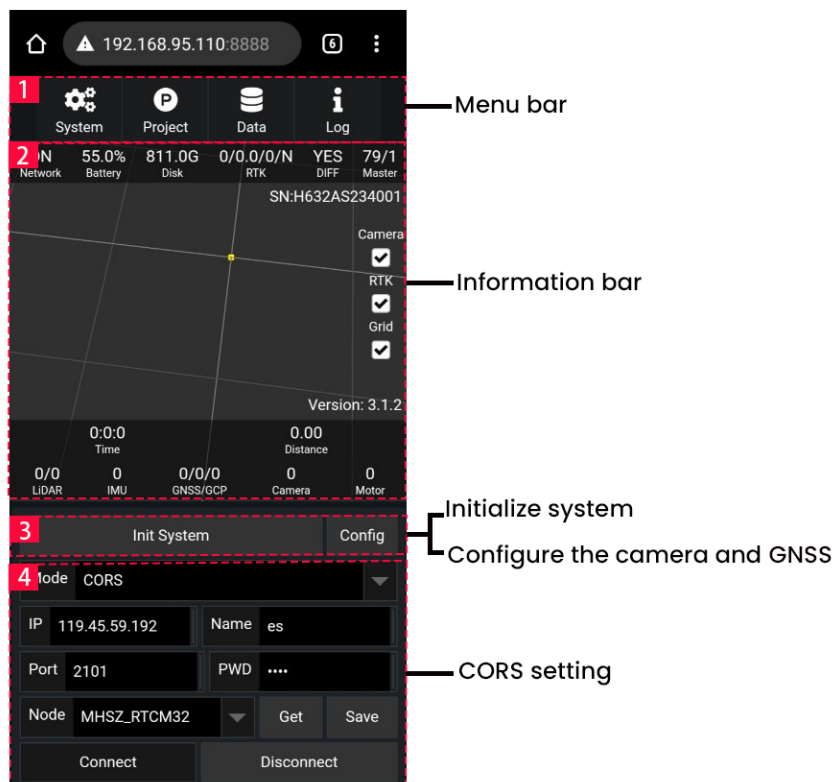 192.168.95.110:8888
6
1
System Project Data Log
Menu bar
2
55.0% 811.0G 0/0.0/0/N YES 79/1
Network Battery Disk RTK DIFF Master
SN:H632AS234001
Camera
RTK
Grid
Information bar
Version: 3.1.2
0:0:0 0.00
Time Distance
0/0 0 0/0/0 0 0
LiDAR IMU GNSS/GCP Camera Motor
3
Init System Config
Initialize system
Configure the camera and GNSS
4
Mode CORS
IP 119.45.59.192 Name es
Port 2101 PWD ••••
CORS setting
Node MHSZ_RTCM32 Get Save
Connect Disconnect